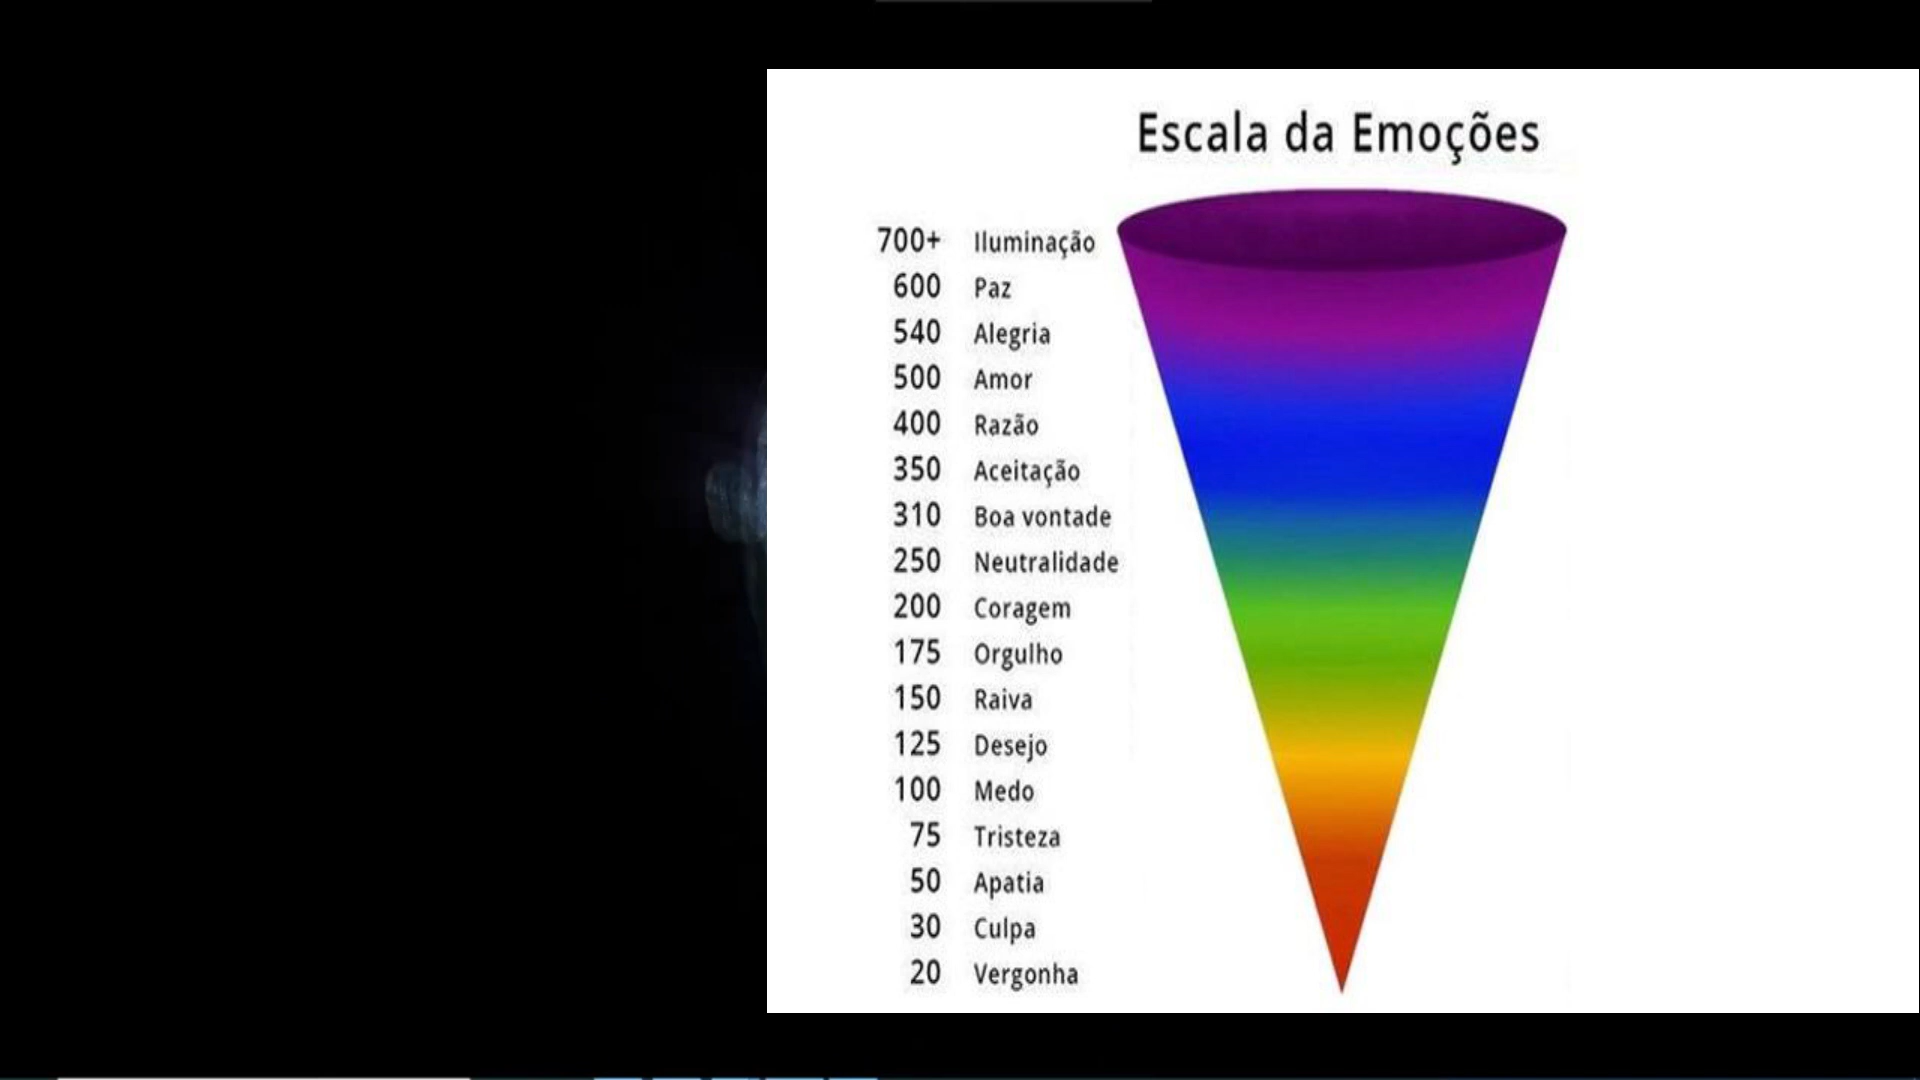 Escala da Emoções
700+ Iluminação
600 Paz
540 Alegria
500 Amor
400 Razão
350 Aceitação
310 Boa vontade
250 Neutralidade
200 Coragem
175 Orgulho
150 Raiva
125 Desejo
100 Medo
75 Tristeza
50 Apatia
30 Culpa
20 Vergonha